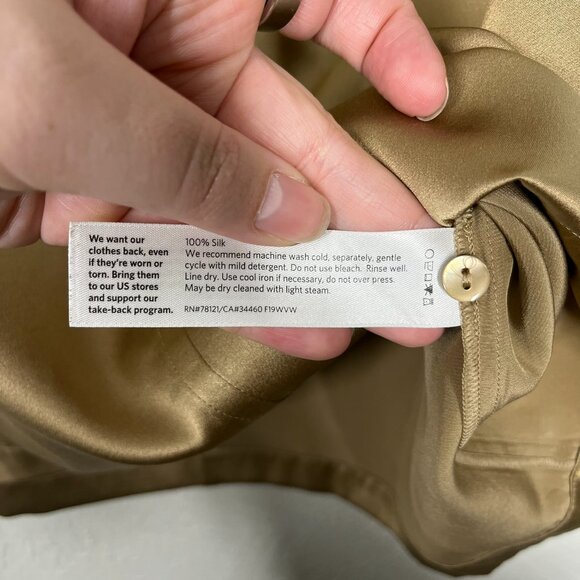 We want our
clothes back, even
if they're worn or
torn. Bring them
to our US stores
and support our
take-back program.
100% Silk
We recommend machine wash cold, separately, gentle
cycle with mild detergent. Do not use bleach. Rinse well.
Line dry. Use cool iron if necessary, do not over press.
May be dry cleaned with light steam.
RN#78121/CA#34460 F19WVW